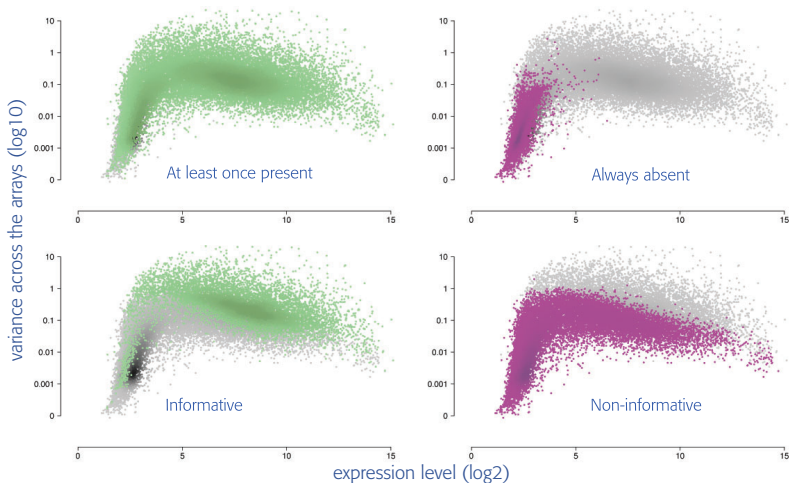 10
1
0.1
0.01
0.001
0
At least once present
0 5 10 15
10
1
0.1
0.01
0.001
0
Always absent
0 5 10 15
variance across the arrays (log10)
10
1
0.1
0.01
0.001
0
Informative
0 5 10 15
10
1
0.1
0.01
0.001
0
Non-informative
0 5 10 15
expression level (log2)